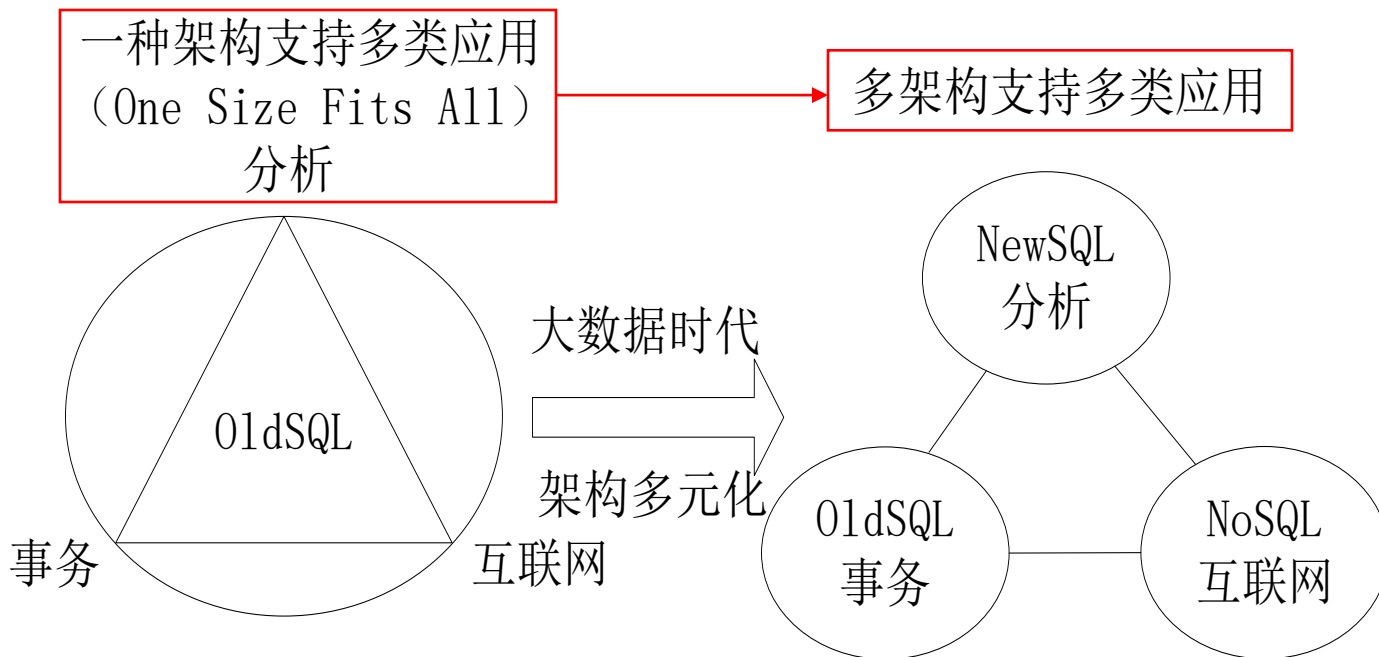 一种架构支持多类应用
（One Size Fits All）
分析
多架构支持多类应用
OldSQL
事务
互联网
大数据时代
架构多元化
NewSQL
分析
OldSQL
事务
NoSQL
互联网